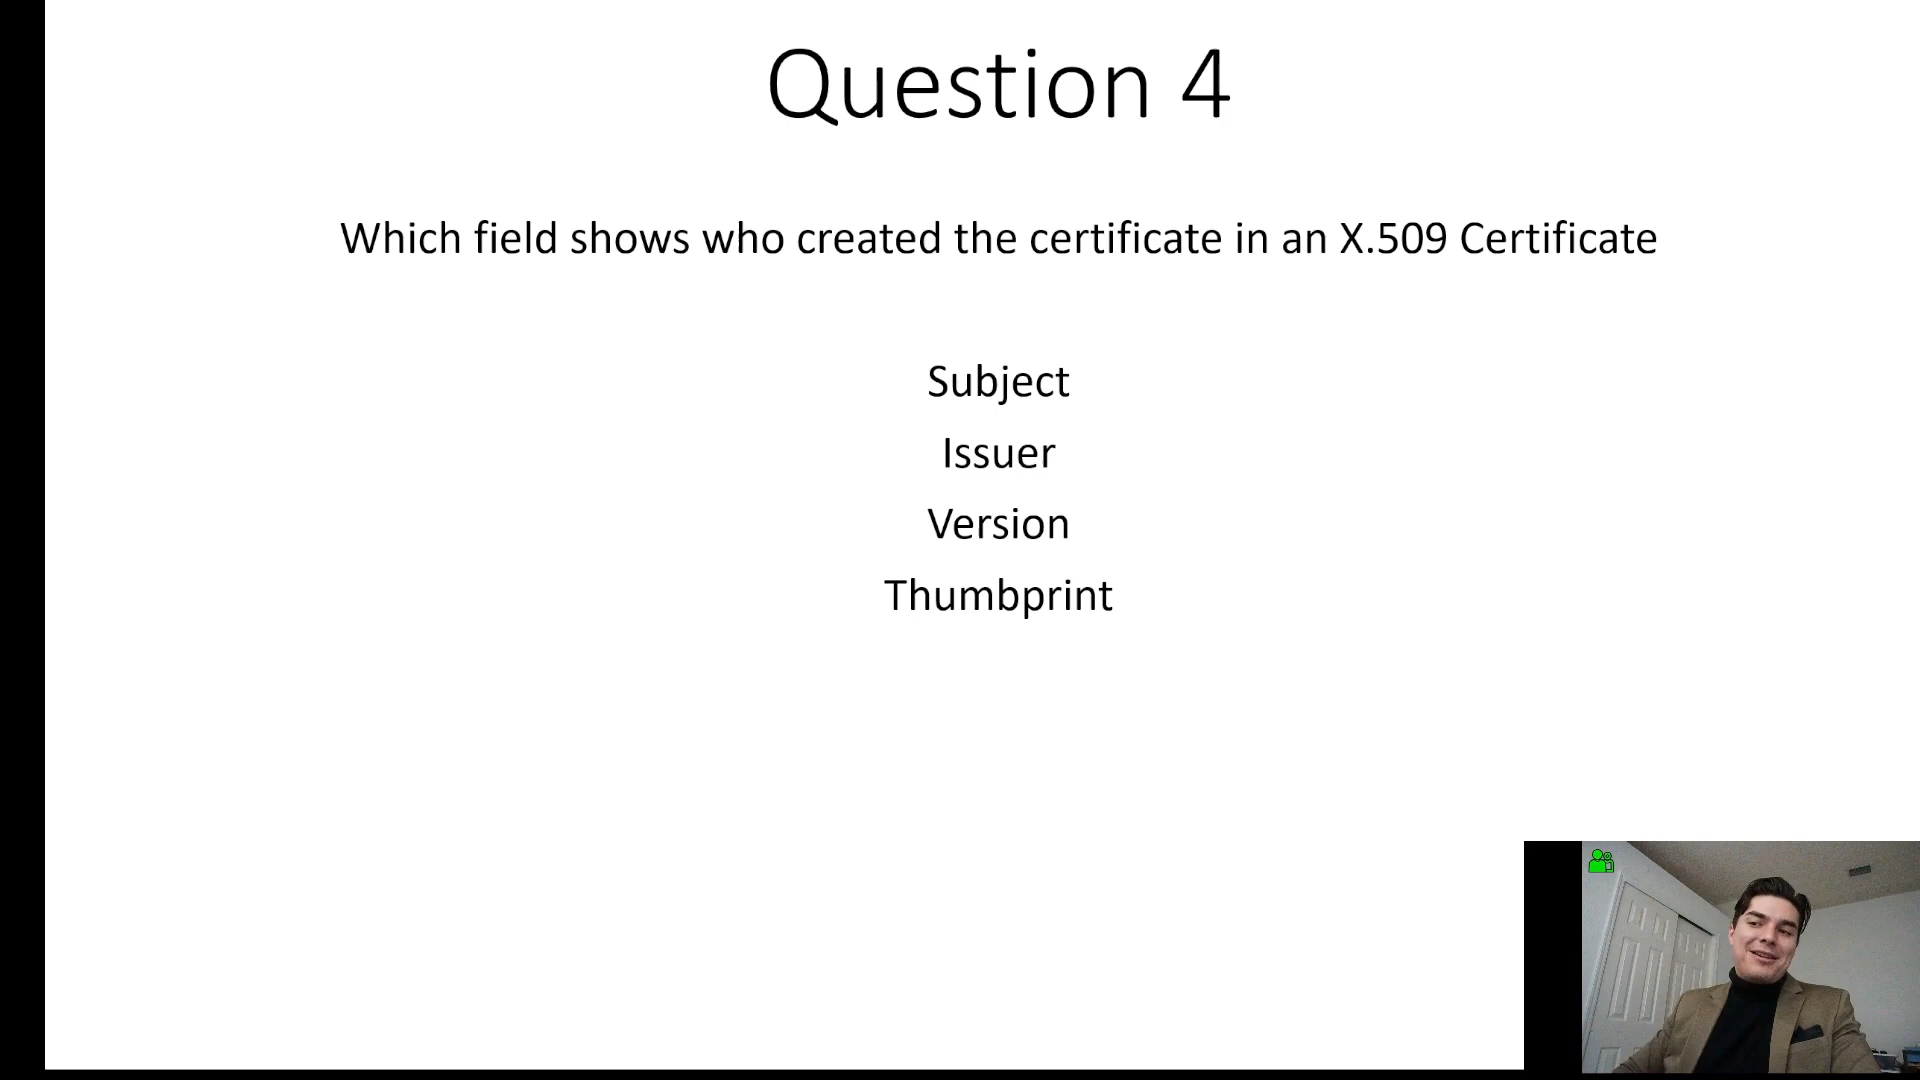 Question 4
Which field shows who created the certificate in an X.509 Certificate
Subject
Issuer
Version
Thumbprint